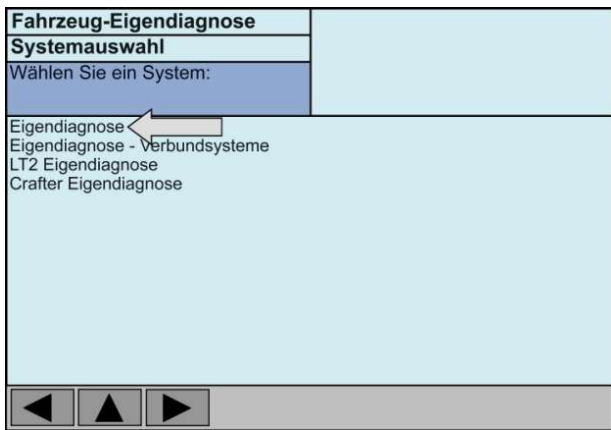 Fahrzeug-Eigendiagnose
Systemauswahl
Wählen Sie ein System:
Eigendiagnose
Eigendiagnose - Verbundsysteme
LT2 Eigendiagnose
Crafter Eigendiagnose